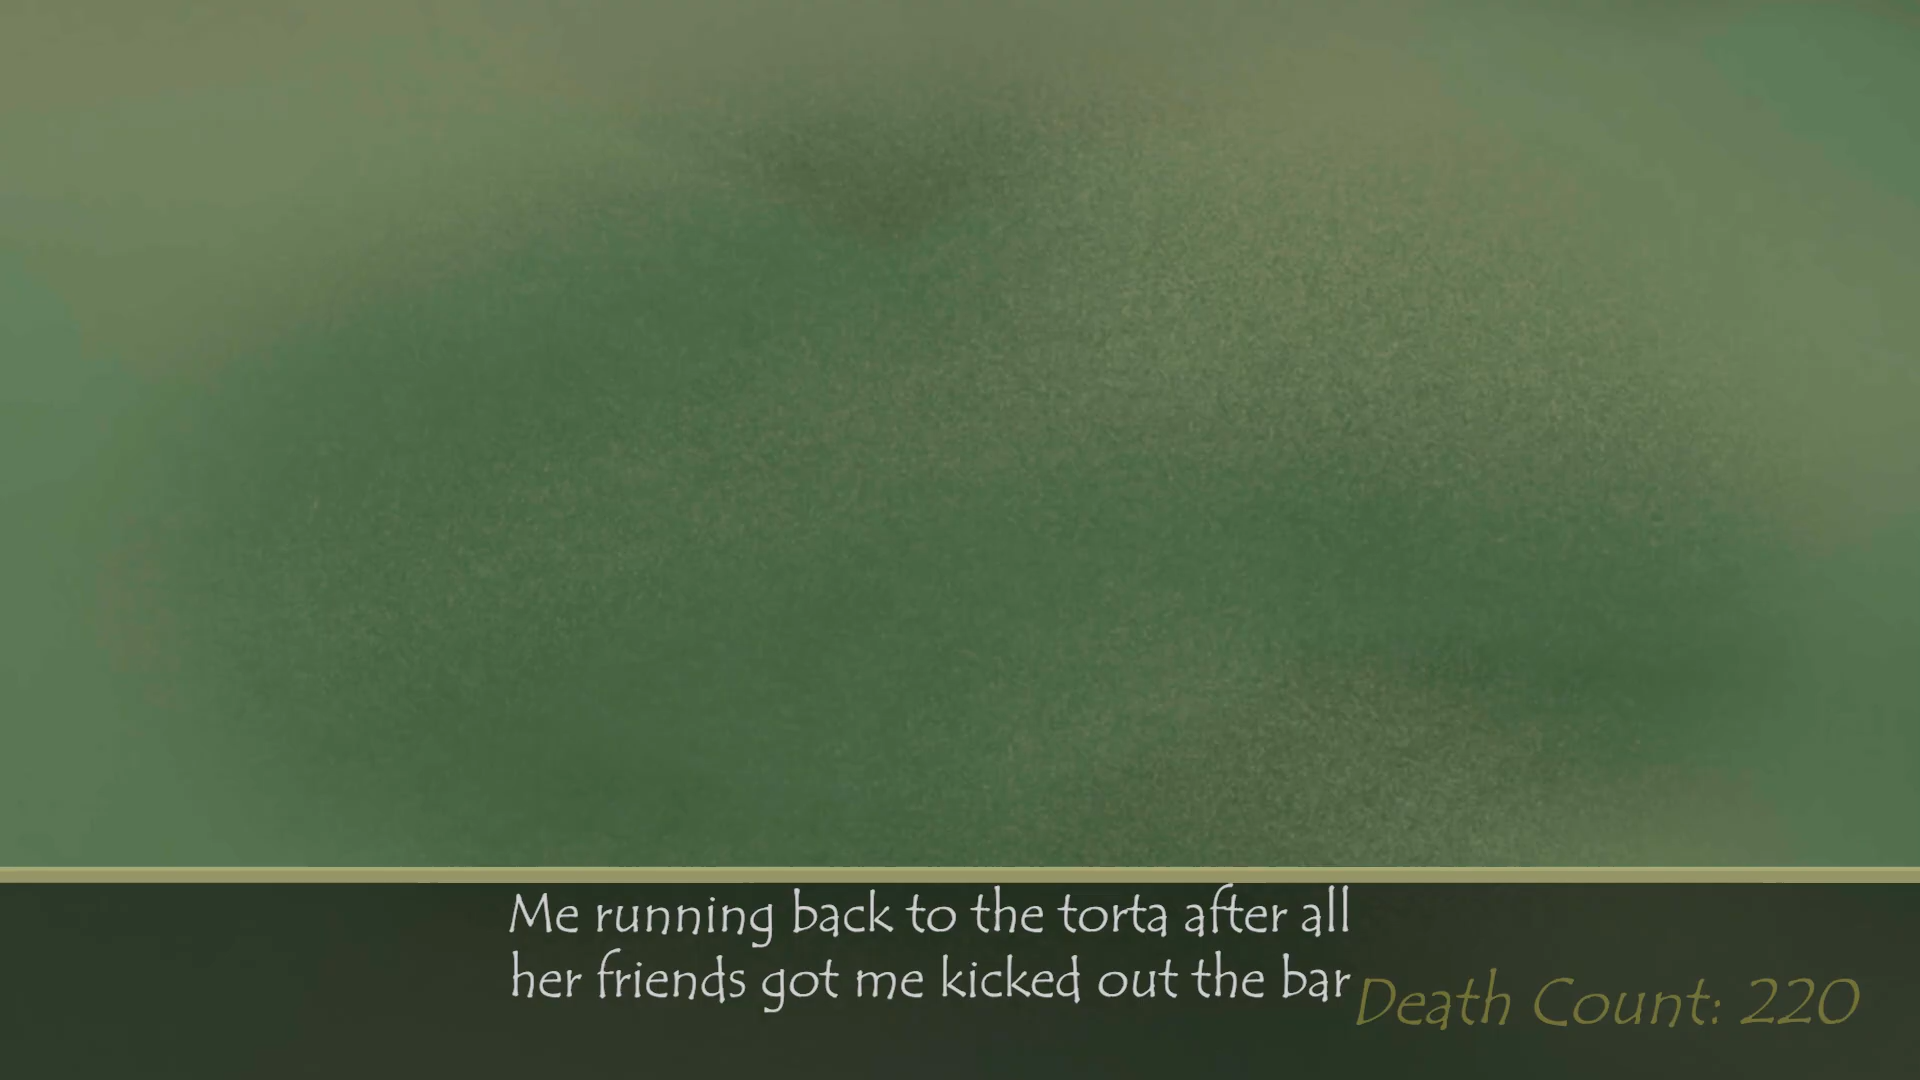 Me running back to the torta after all
her friends got me kicked out the bar
Death Count: 220